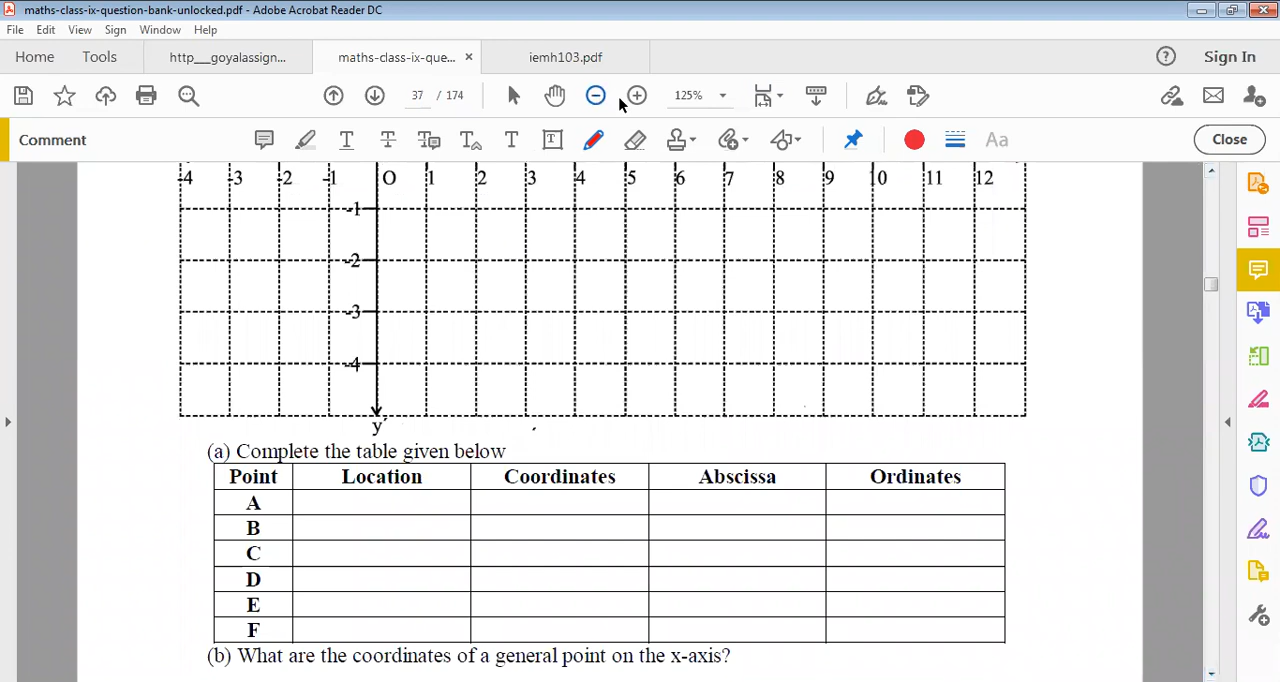 maths-class-ix-question-bank-unlocked.pdf - Adobe Acrobat Reader DC
File Edit View Sign Window Help
Home Tools http___goyalassign... maths-class-ix-que... × iemh103.pdf ? Sign In
37 / 174 125%
Comment T T T T T T Aa Close
-4 -3 -2 -1 O 1 2 3 4 5 6 7 8 9 10 11 12
-1
-2
-3
-4
y'
(a) Complete the table given below
Point Location Coordinates Abscissa Ordinates
A
B
C
D
E
F
(b) What are the coordinates of a general point on the x-axis?